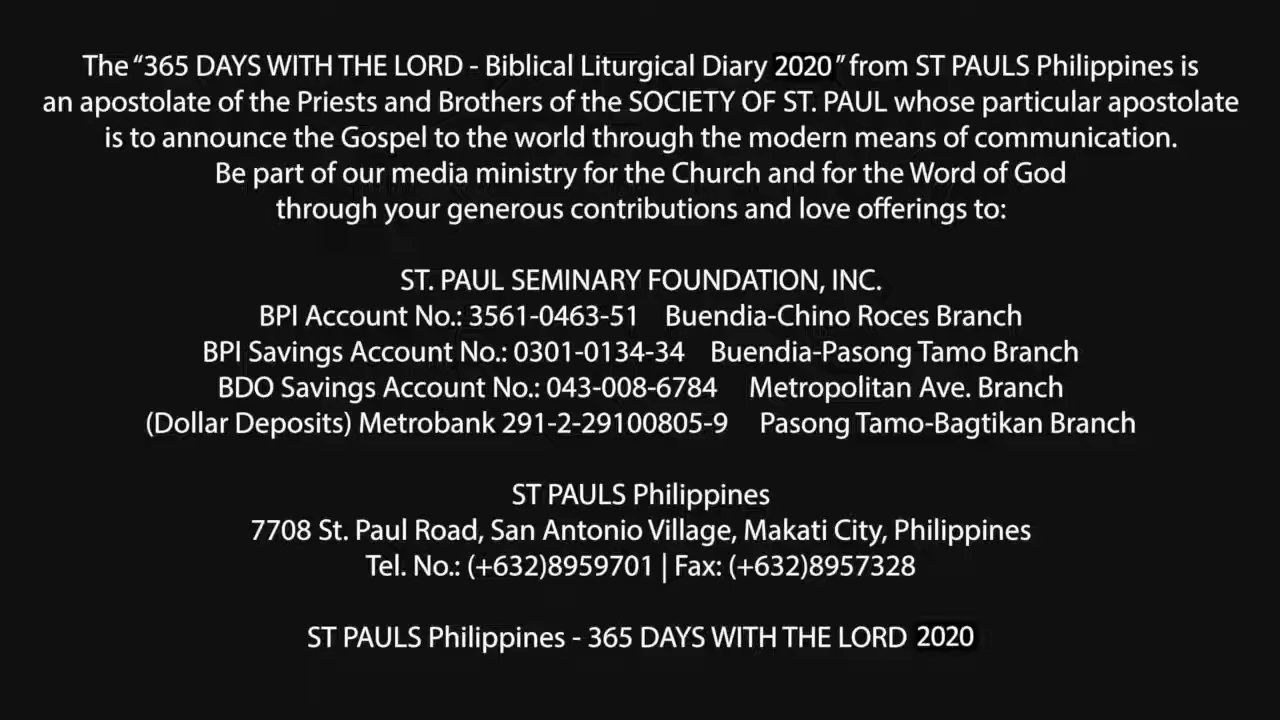 The “365 DAYS WITH THE LORD - Biblical Liturgical Diary 2020” from ST PAULS Philippines is
an apostolate of the Priests and Brothers of the SOCIETY OF ST. PAUL whose particular apostolate
is to announce the Gospel to the world through the modern means of communication.
Be part of our media ministry for the Church and for the Word of God
through your generous contributions and love offerings to:
ST. PAUL SEMINARY FOUNDATION, INC.
BPI Account No.: 3561-0463-51 Buendia-Chino Roces Branch
BPI Savings Account No.: 0301-0134-34 Buendia-Pasong Tamo Branch
BDO Savings Account No.: 043-008-6784 Metropolitan Ave. Branch
(Dollar Deposits) Metrobank 291-2-29100805-9 Pasong Tamo-Bagtikan Branch
ST PAULS Philippines
7708 St. Paul Road, San Antonio Village, Makati City, Philippines
Tel. No.: (+632)8959701 | Fax: (+632)8957328
ST PAULS Philippines - 365 DAYS WITH THE LORD 2020